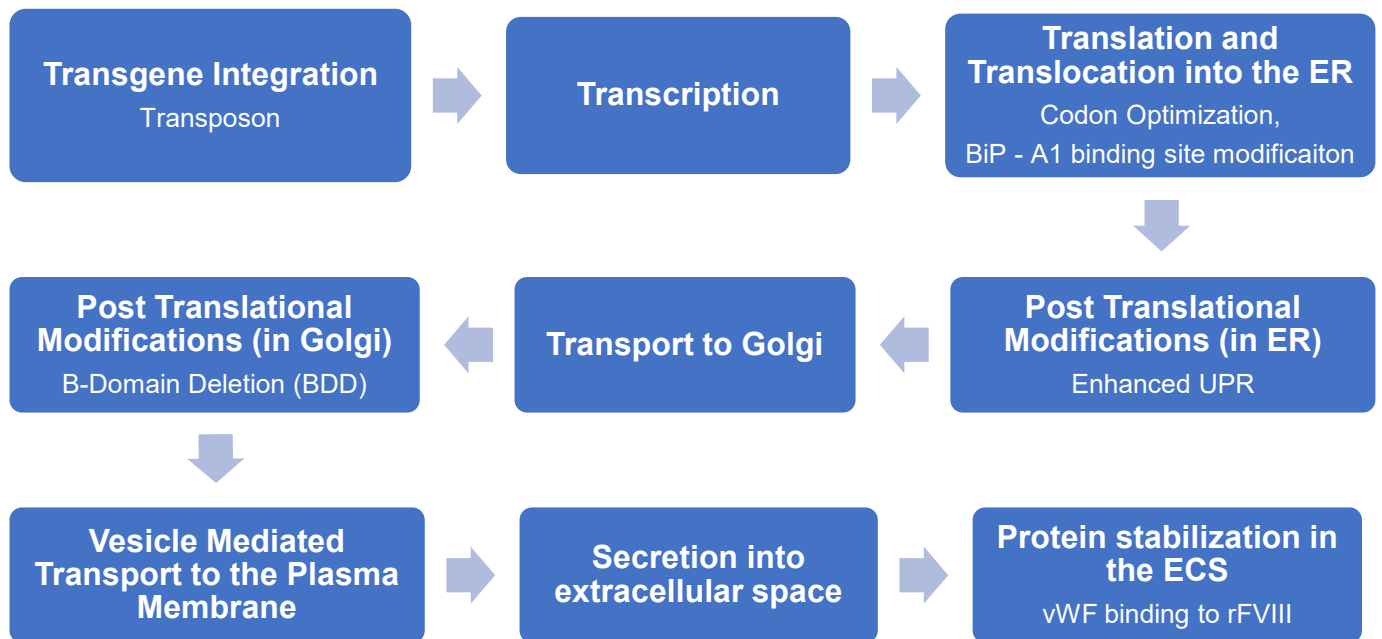 Transgene Integration
Transposon
Transcription
Translation and
Translocation into the ER
Codon Optimization,
BiP - A1 binding site modificaiton
Post Translational
Modifications (in ER)
Enhanced UPR
Transport to Golgi
Post Translational
Modifications (in Golgi)
B-Domain Deletion (BDD)
Vesicle Mediated
Transport to the Plasma
Membrane
Secretion into
extracellular space
Protein stabilization in
the ECS
vWF binding to rFVIII